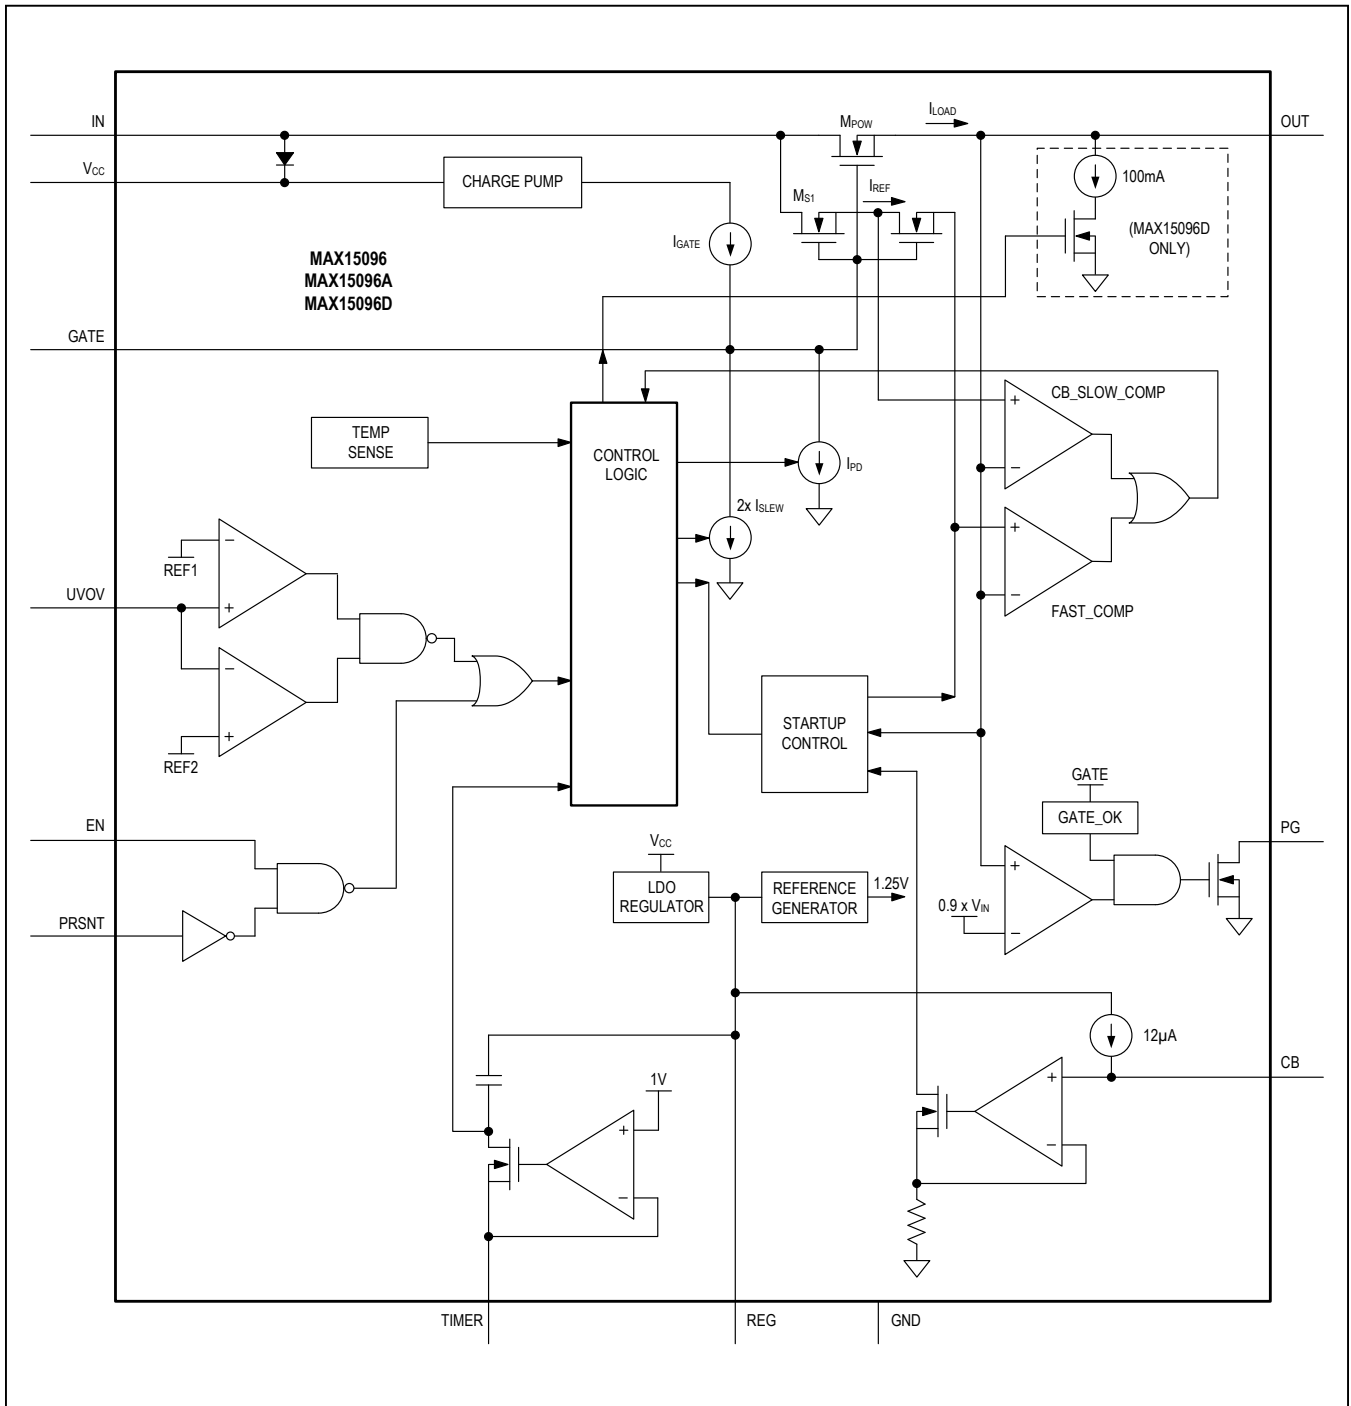 IN
MPOW
ILOAD
OUT
VCC
CHARGE PUMP
100mA
MS1
IREF
(MAX15096D
ONLY)
IGATE
MAX15096
MAX15096A
MAX15096D
GATE
+
CB_SLOW_COMP
TEMP
SENSE
CONTROL
LOGIC
IPD
−
2x ISLEW
−
REF1
+
UVOV
+
−
FAST_COMP
−
STARTUP
CONTROL
+
REF2
GATE
GATE_OK
EN
PG
VCC
LDO
REGULATOR
REFERENCE
GENERATOR
1.25V
+
0.9 x VIN
−
PRSNT
12µA
CB
1V
+
+
−
−
TIMER
REG
GND